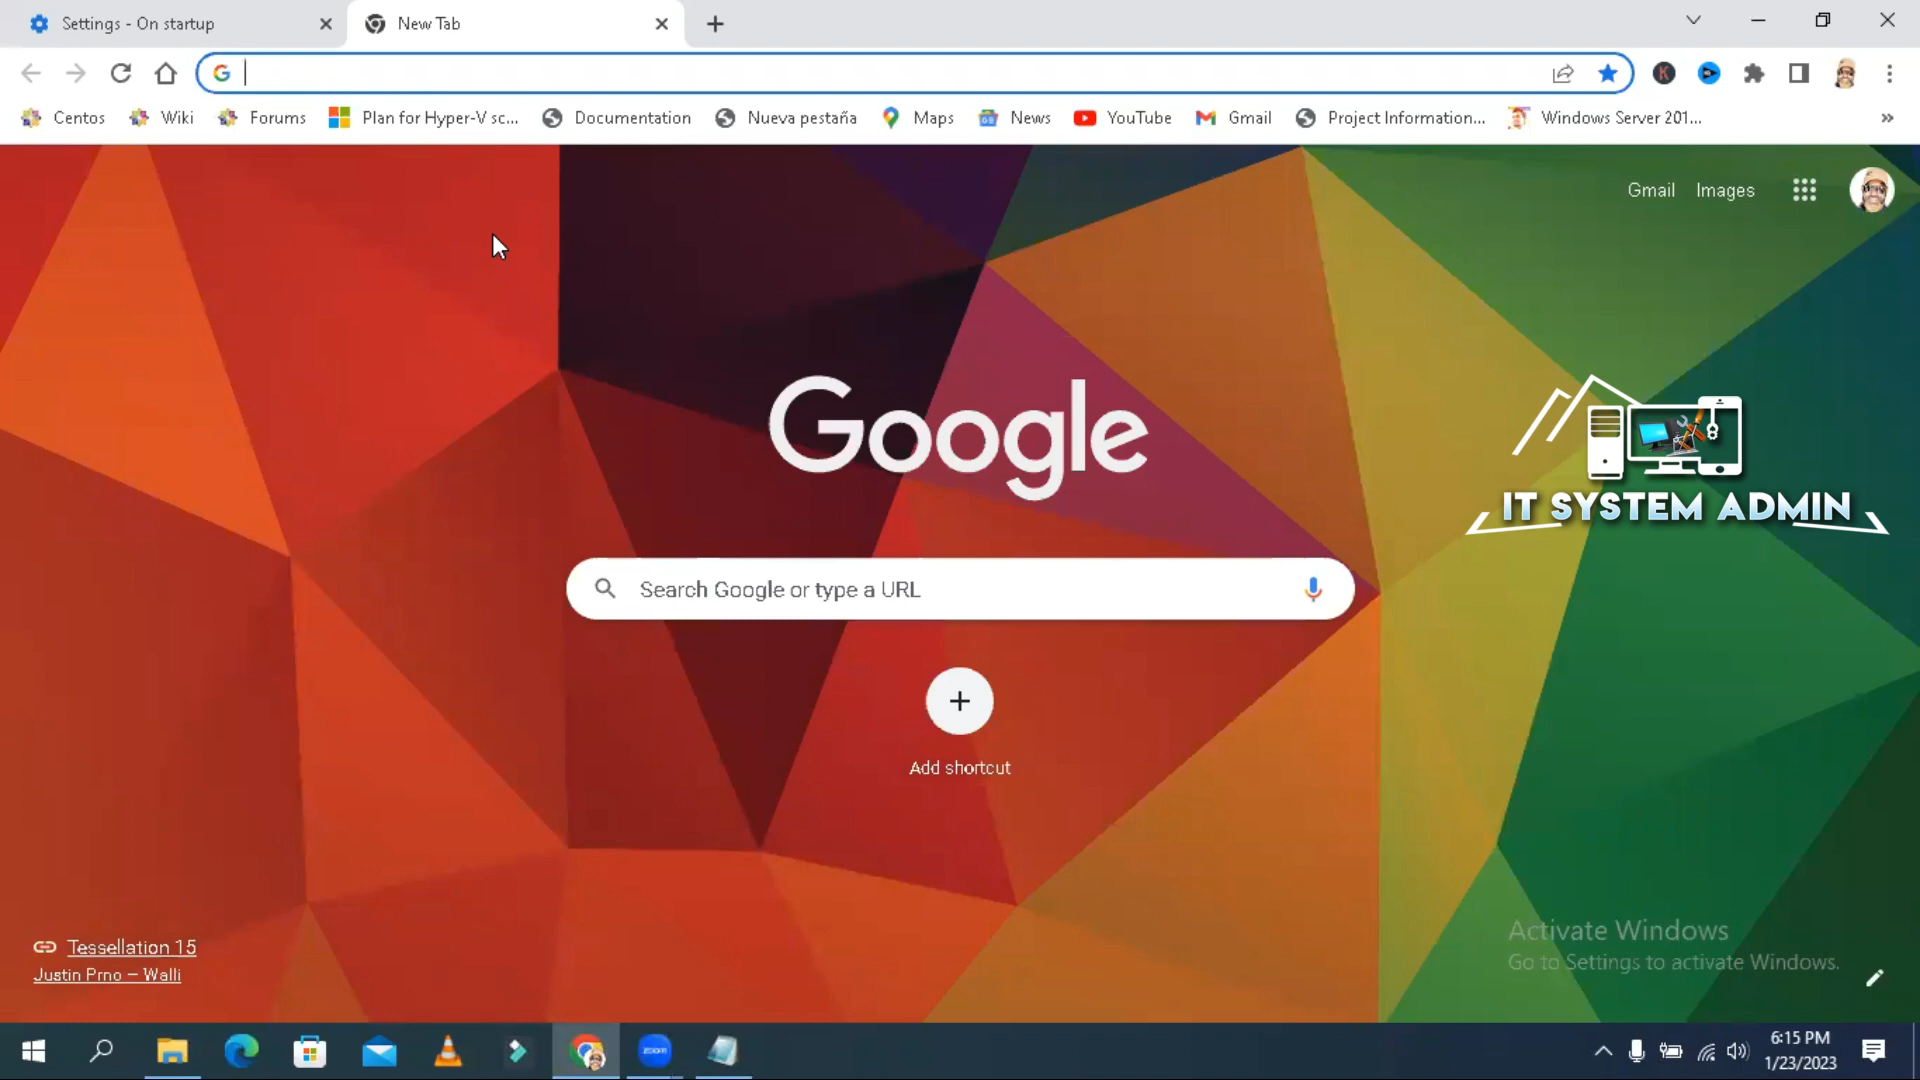 Settings - On startup
New Tab
Centos
Wiki
Forums
Plan for Hyper-V sc...
Documentation
Nueva pestaña
Maps
News
YouTube
Gmail
Project Information...
Windows Server 201...
»
Gmail
Images
Google
IT SYSTEM ADMIN
Search Google or type a URL
Add shortcut
Tessellation 15
Justin Prno – Walli
Activate Windows
Go to Settings to activate Windows.
zoom
6:15 PM
1/23/2023